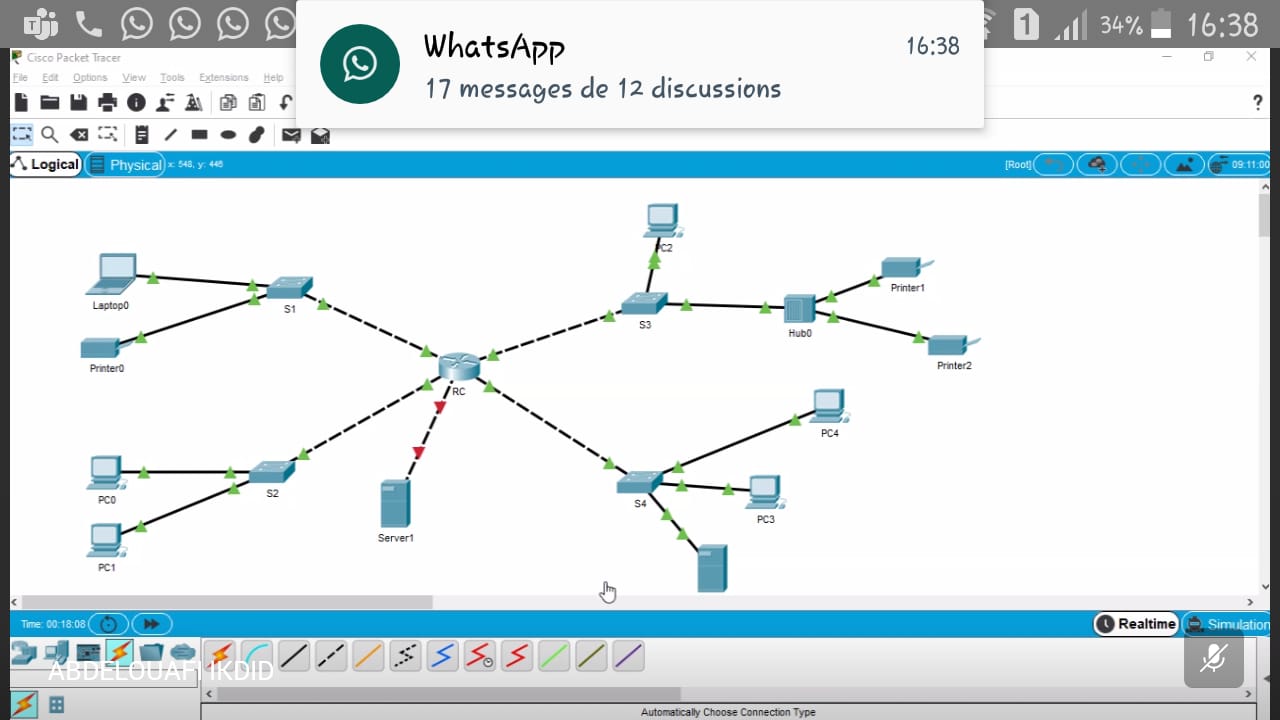 34% 16:38
1
WhatsApp 16:38
17 messages de 12 discussions
Cisco Packet Tracer
File Edit Options View Tools Extensions Help
?
Logical Physical x: 548, y: 446 [Root] 09:11:00
PC2
Laptop0
S1
Printer1
S3
Hub0
Printer0
Printer2
RC
PC4
PC0
S2
S4
PC3
Server1
PC1
Time: 00:18:08 Realtime Simulation
ABDELOUAFI IKDID
Automatically Choose Connection Type